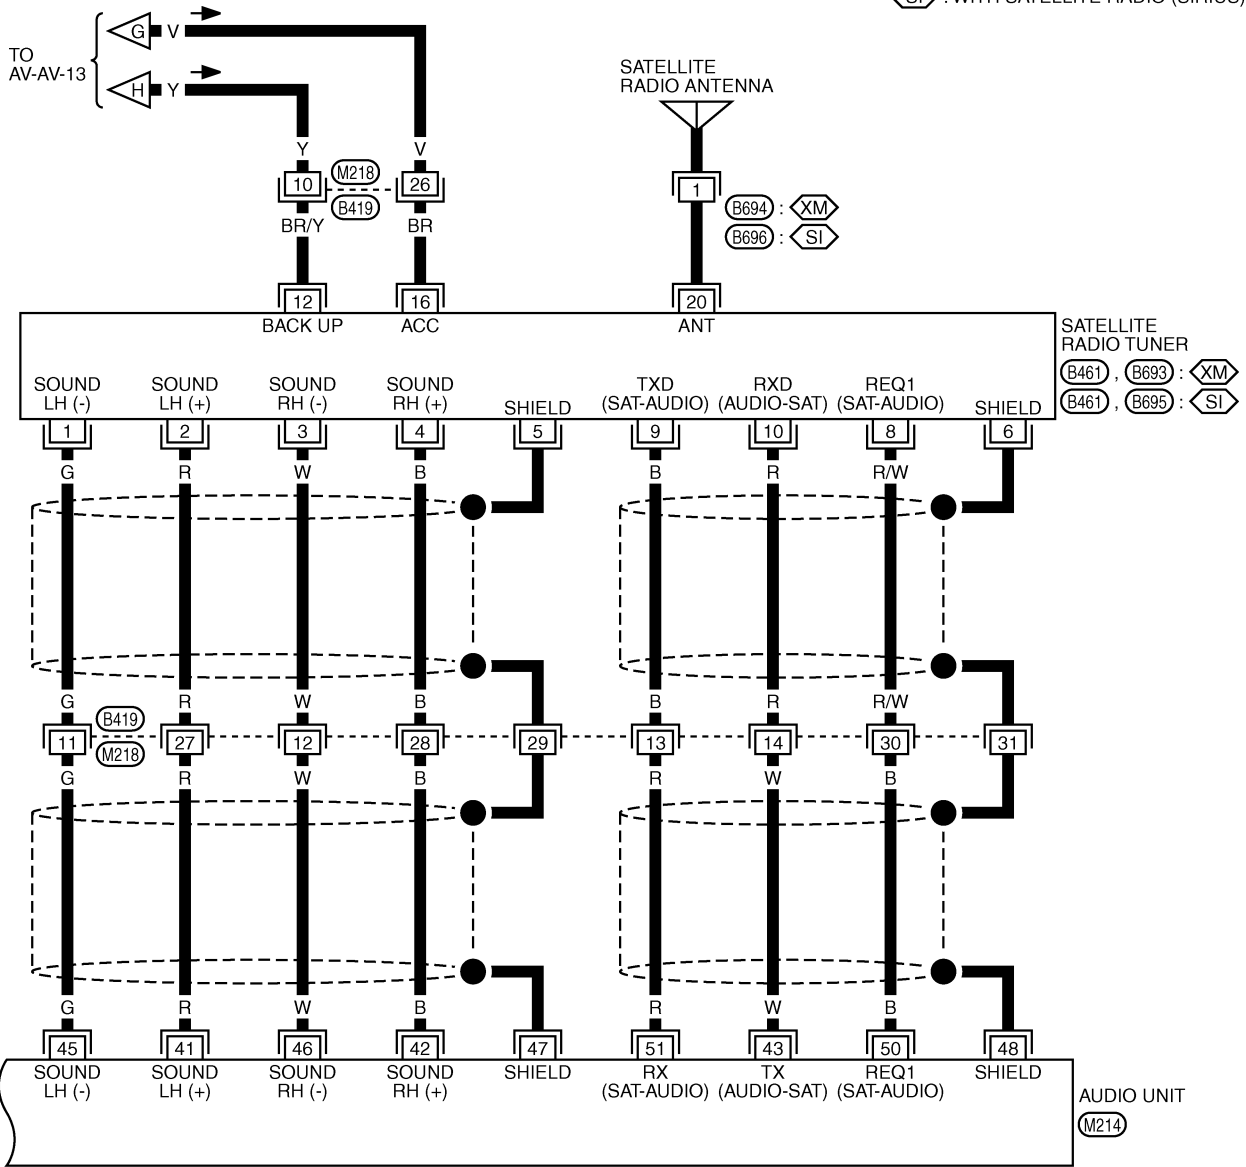 SI : WITH SATELLITE RADIO (SIRIUS)
TO
AV-AV-13
G V
H Y
SATELLITE
RADIO ANTENNA
Y V
10 M218 26
B419
1
BR/Y BR
B694 : XM
B696 : SI
12 16 20
BACK UP ACC ANT
SATELLITE
RADIO TUNER
B461 , B693 : XM
B461 , B695 : SI
SOUND SOUND SOUND SOUND TXD RXD REQ1
LH (-) LH (+) RH (-) RH (+) SHIELD (SAT-AUDIO) (AUDIO-SAT) (SAT-AUDIO) SHIELD
1 2 3 4 5 9 10 8 6
G R W B B R R/W
G R W B B R R/W
B419
11 27 12 28 29 13 14 30 31
M218
G R W B R W B
G R W B R W B
45 41 46 42 47 51 43 50 48
SOUND SOUND SOUND SOUND SHIELD RX TX REQ1 SHIELD
LH (-) LH (+) RH (-) RH (+) (SAT-AUDIO) (AUDIO-SAT) (SAT-AUDIO)
AUDIO UNIT
M214